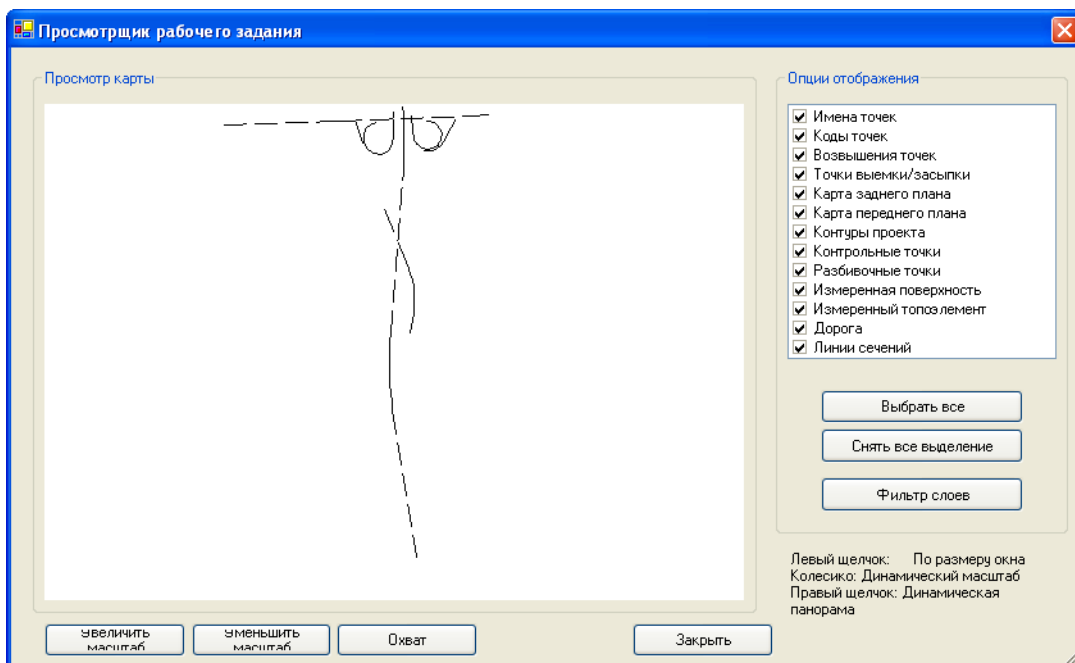 Просмотрщик рабочего задания
Просмотр карты
Опции отображения
Имена точек
Коды точек
Возвышения точек
Точки выемки/засыпки
Карта заднего плана
Карта переднего плана
Контуры проекта
Контрольные точки
Разбивочные точки
Измеренная поверхность
Измеренный топоэлемент
Дорога
Линии сечений
Выбрать все
Снять все выделение
Фильтр слоев
Левый щелчок: По размеру окна
Колесико: Динамический масштаб
Правый щелчок: Динамическая
панорама
Увеличить
масштаб
Уменьшить
масштаб
Охват
Закрыть